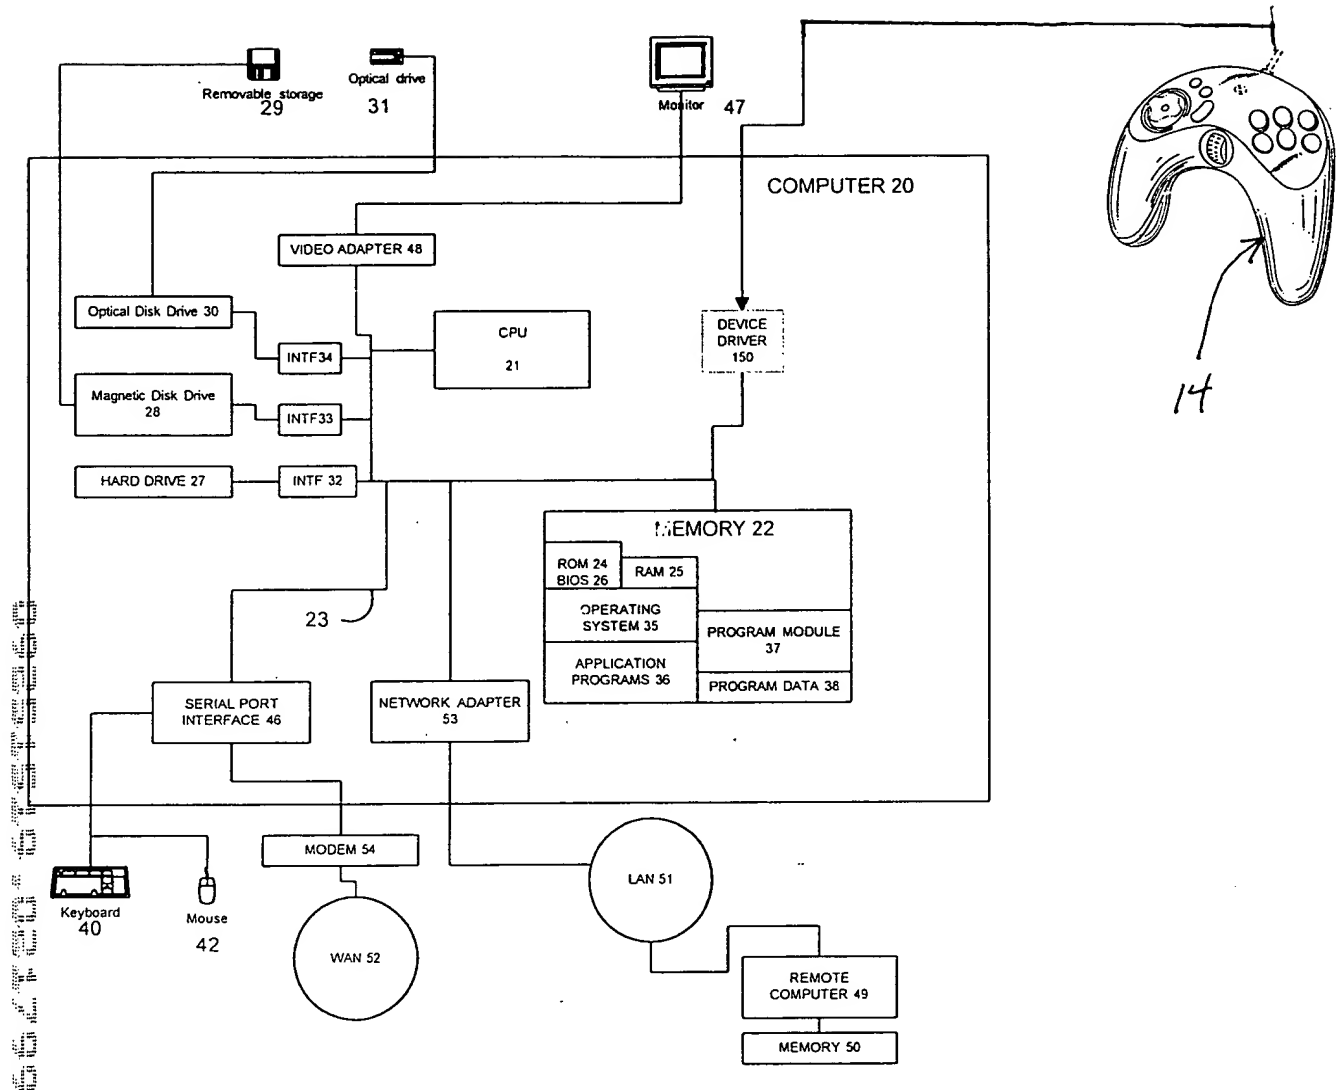 Removable storage
29
Optical drive
31
Monitor
47
COMPUTER 20
VIDEO ADAPTER 48
Optical Disk Drive 30
INTF34
CPU
21
DEVICE
DRIVER
150
Magnetic Disk Drive
28
INTF33
14
HARD DRIVE 27
INTF 32
MEMORY 22
ROM 24
BIOS 26
RAM 25
OPERATING
SYSTEM 35
PROGRAM MODULE
37
APPLICATION
PROGRAMS 36
PROGRAM DATA 38
23
SERIAL PORT
INTERFACE 46
NETWORK ADAPTER
53
MODEM 54
LAN 51
Keyboard
40
Mouse
42
WAN 52
REMOTE
COMPUTER 49
MEMORY 50